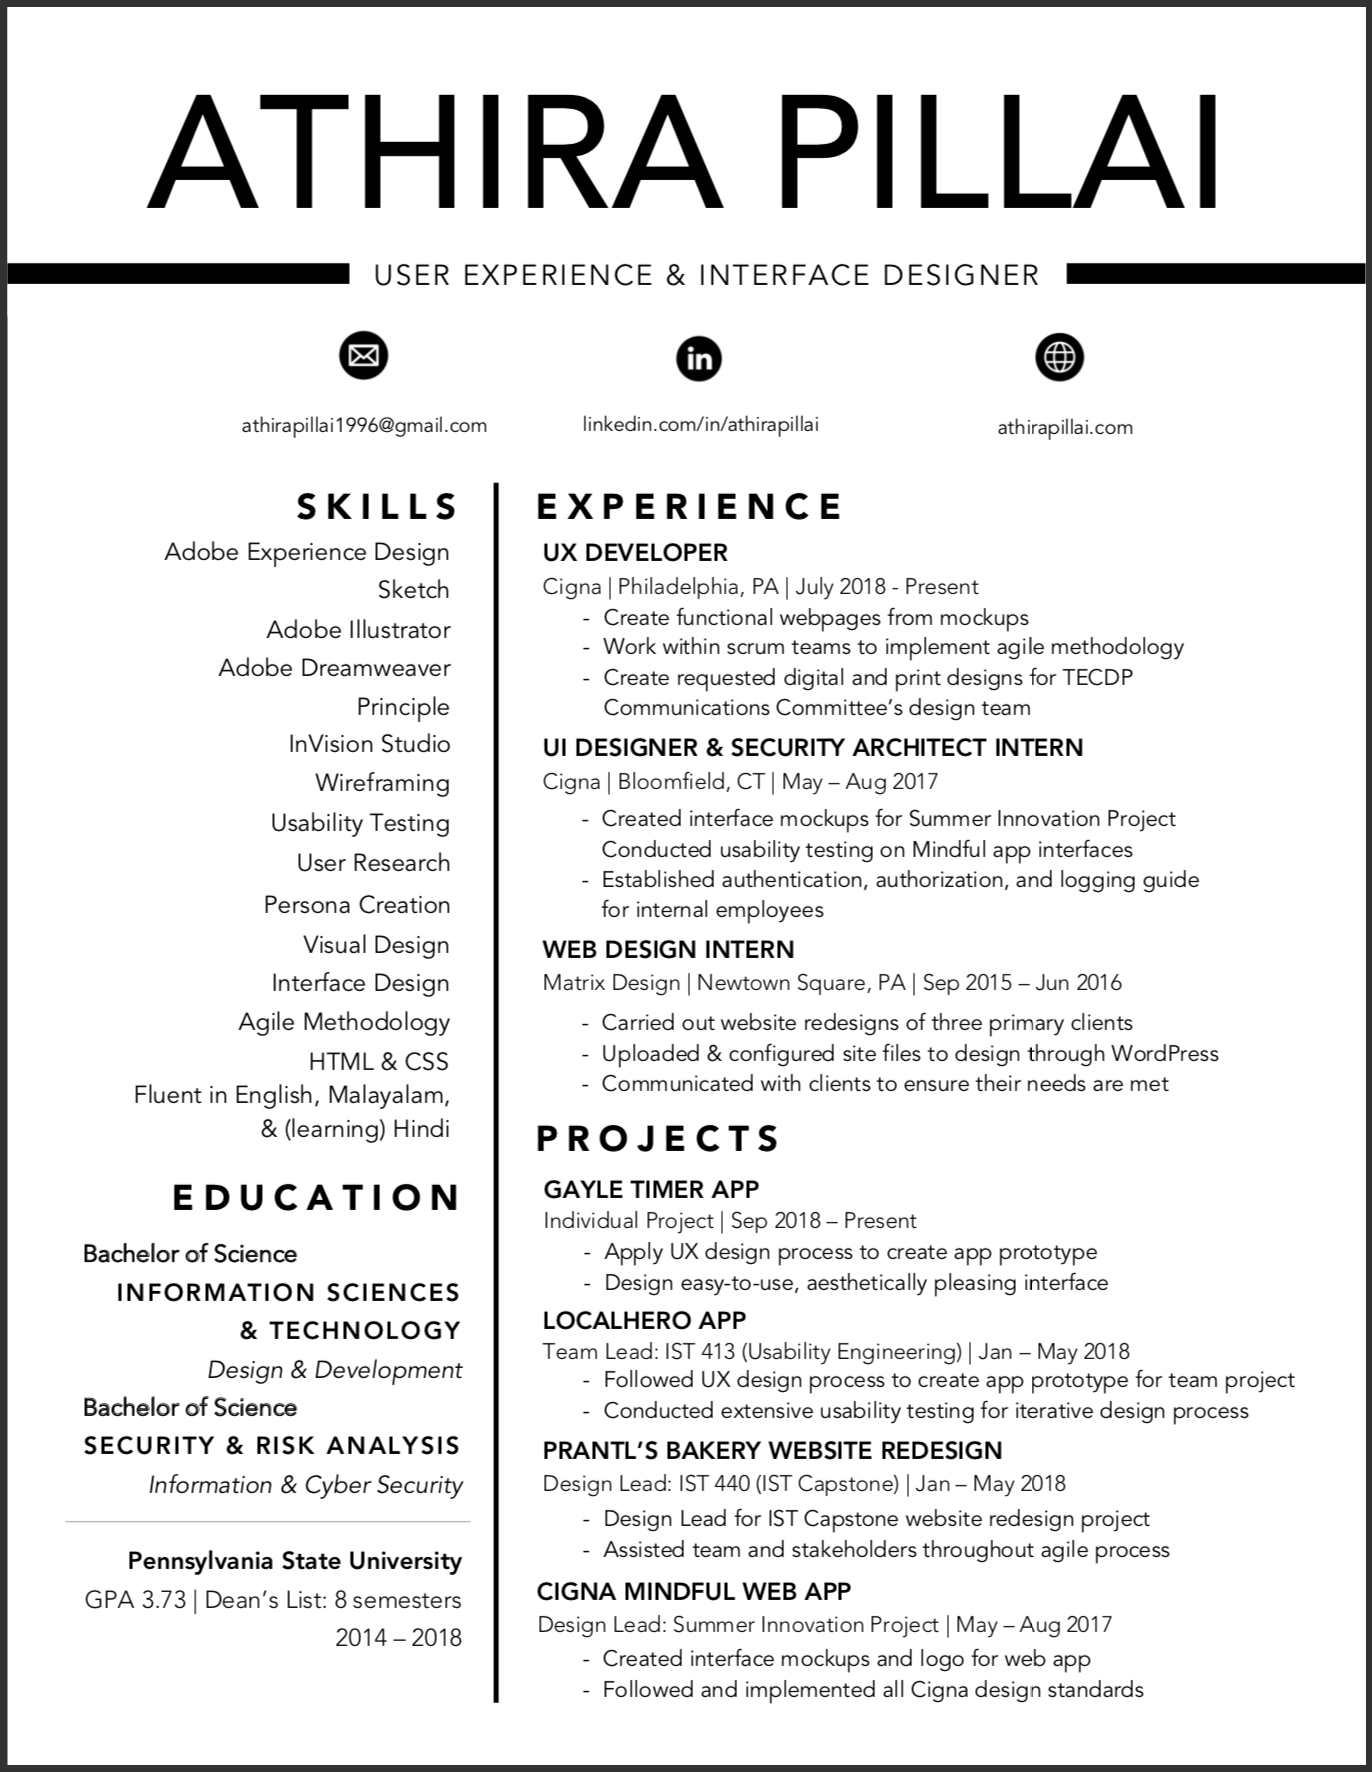 ATHIRA PILLAI
USER EXPERIENCE & INTERFACE DESIGNER
athirapillai1996@gmail.com
linkedin.com/in/athirapillai
athirapillai.com
SKILLS
Adobe Experience Design
Sketch
Adobe Illustrator
Adobe Dreamweaver
Principle
InVision Studio
Wireframing
Usability Testing
User Research
Persona Creation
Visual Design
Interface Design
Agile Methodology
HTML & CSS
Fluent in English, Malayalam,
& (learning) Hindi
EDUCATION
Bachelor of Science
INFORMATION SCIENCES
& TECHNOLOGY
Design & Development
Bachelor of Science
SECURITY & RISK ANALYSIS
Information & Cyber Security
Pennsylvania State University
GPA 3.73 | Dean’s List: 8 semesters
2014 – 2018
EXPERIENCE
UX DEVELOPER
Cigna | Philadelphia, PA | July 2018 - Present
- Create functional webpages from mockups
- Work within scrum teams to implement agile methodology
- Create requested digital and print designs for TECDP
Communications Committee’s design team
UI DESIGNER & SECURITY ARCHITECT INTERN
Cigna | Bloomfield, CT | May – Aug 2017
- Created interface mockups for Summer Innovation Project
Conducted usability testing on Mindful app interfaces
- Established authentication, authorization, and logging guide
for internal employees
WEB DESIGN INTERN
Matrix Design | Newtown Square, PA | Sep 2015 – Jun 2016
- Carried out website redesigns of three primary clients
- Uploaded & configured site files to design through WordPress
- Communicated with clients to ensure their needs are met
PROJECTS
GAYLE TIMER APP
Individual Project | Sep 2018 – Present
- Apply UX design process to create app prototype
- Design easy-to-use, aesthetically pleasing interface
LOCALHERO APP
Team Lead: IST 413 (Usability Engineering) | Jan – May 2018
- Followed UX design process to create app prototype for team project
- Conducted extensive usability testing for iterative design process
PRANTL’S BAKERY WEBSITE REDESIGN
Design Lead: IST 440 (IST Capstone) | Jan – May 2018
- Design Lead for IST Capstone website redesign project
- Assisted team and stakeholders throughout agile process
CIGNA MINDFUL WEB APP
Design Lead: Summer Innovation Project | May – Aug 2017
- Created interface mockups and logo for web app
- Followed and implemented all Cigna design standards